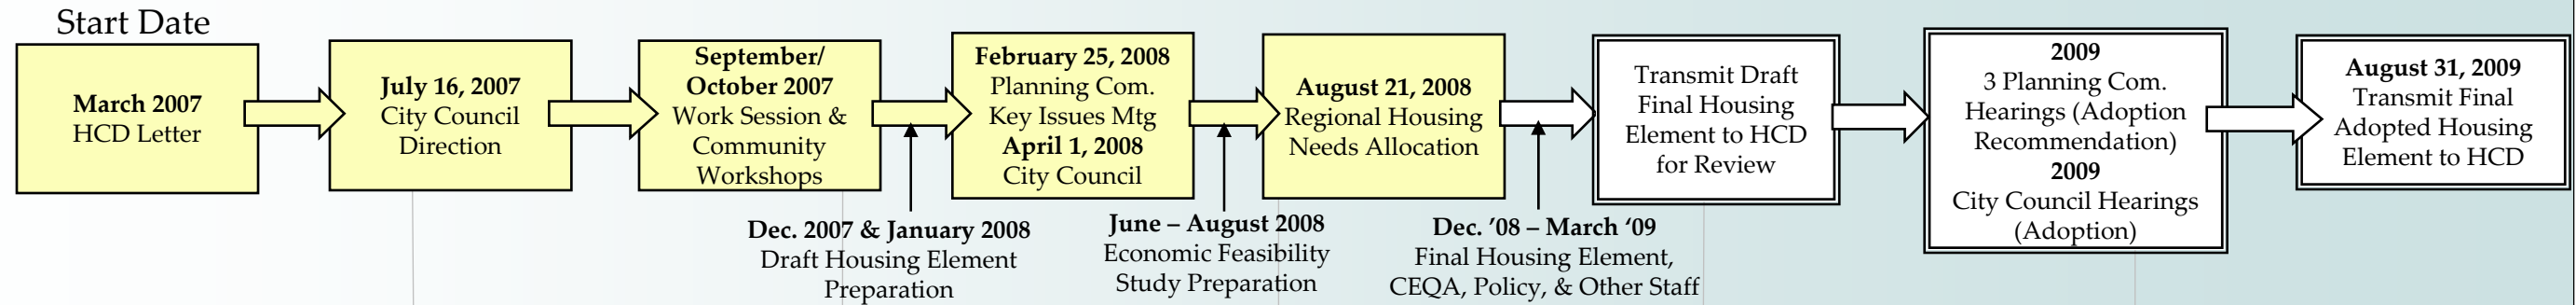 Start Date
March 2007
HCD Letter
July 16, 2007
City Council
Direction
September/
October 2007
Work Session &
Community
Workshops
February 25, 2008
Planning Com.
Key Issues Mtg
April 1, 2008
City Council
August 21, 2008
Regional Housing
Needs Allocation
Transmit Draft
Final Housing
Element to HCD
for Review
2009
3 Planning Com.
Hearings (Adoption
Recommendation)
2009
City Council Hearings
(Adoption)
August 31, 2009
Transmit Final
Adopted Housing
Element to HCD
Dec. 2007 & January 2008
Draft Housing Element
Preparation
June – August 2008
Economic Feasibility
Study Preparation
Dec. ’08 – March ‘09
Final Housing Element,
CEQA, Policy, & Other Staff